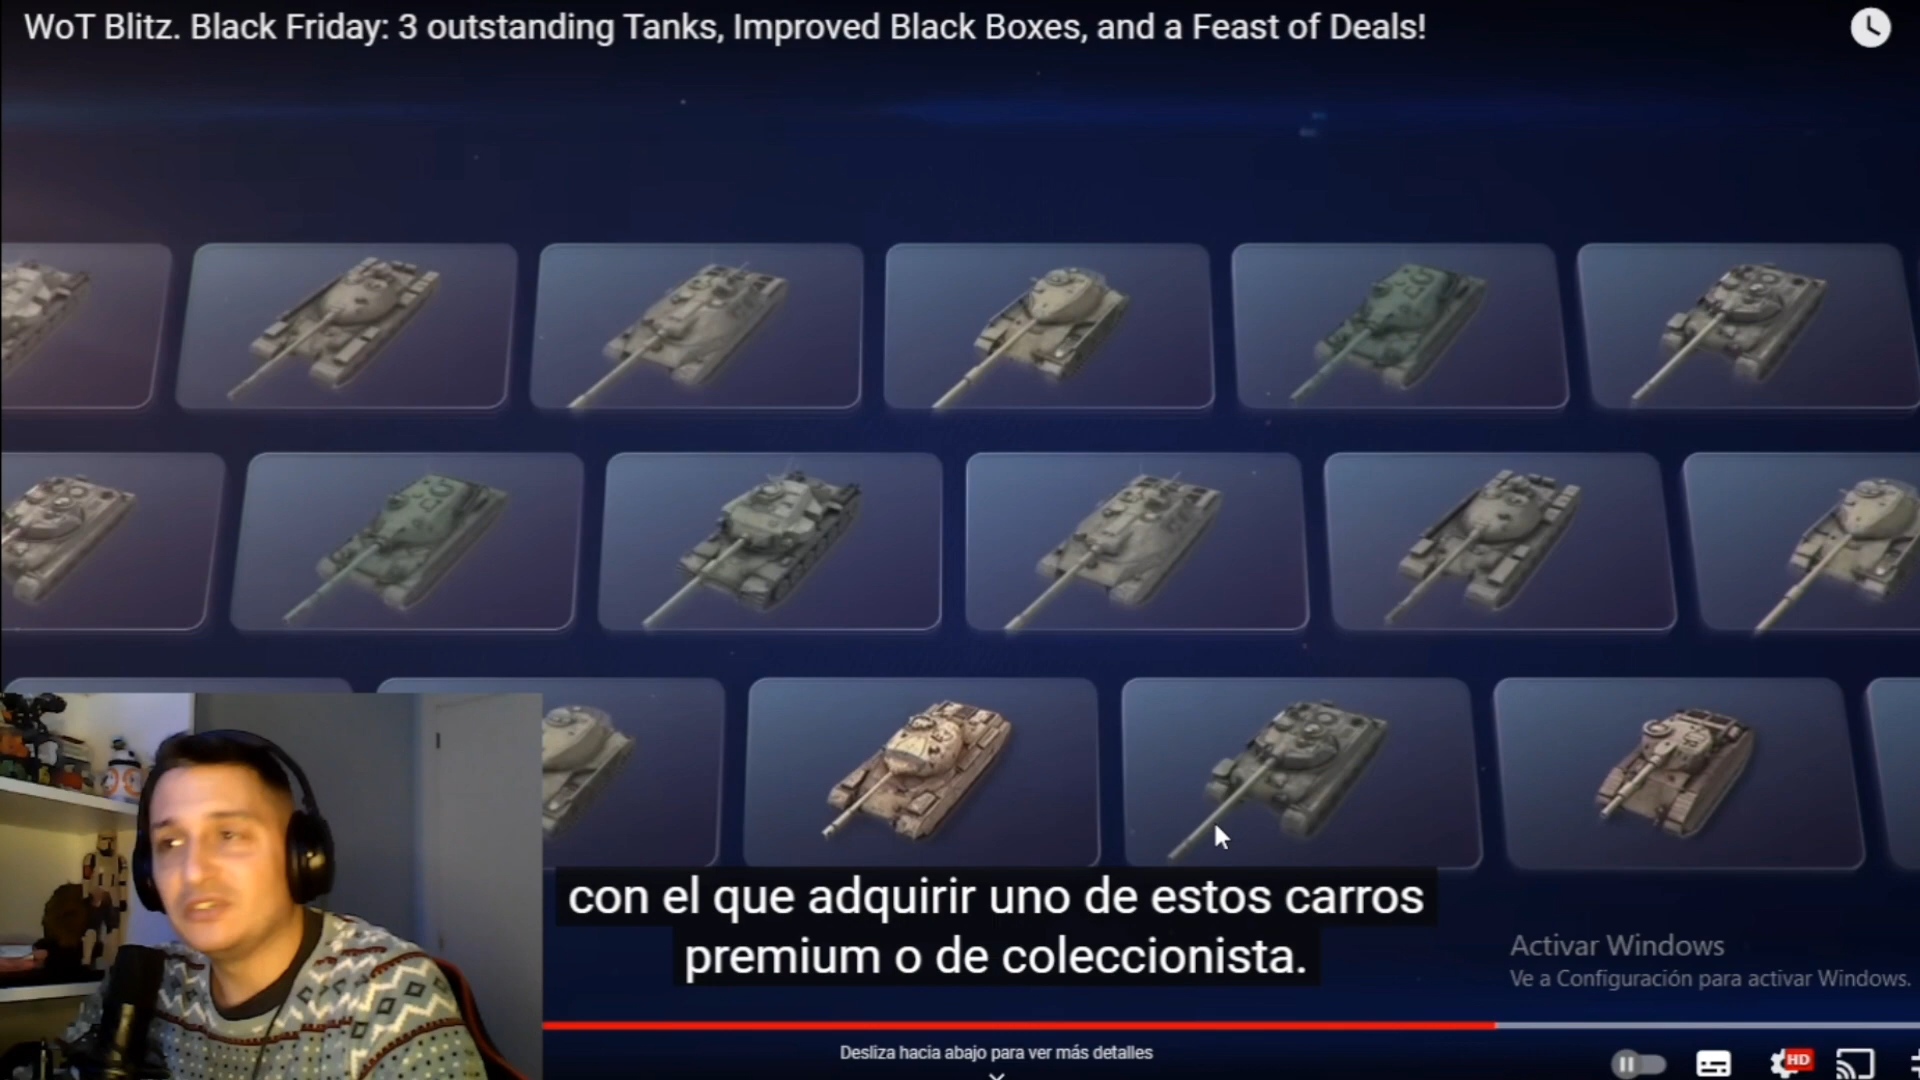 WoT Blitz. Black Friday: 3 outstanding Tanks, Improved Black Boxes, and a Feast of Deals!
con el que adquirir uno de estos carros
premium o de coleccionista.
Activar Windows
Ve a Configuración para activar Windows.
Desliza hacia abajo para ver más detalles
HD